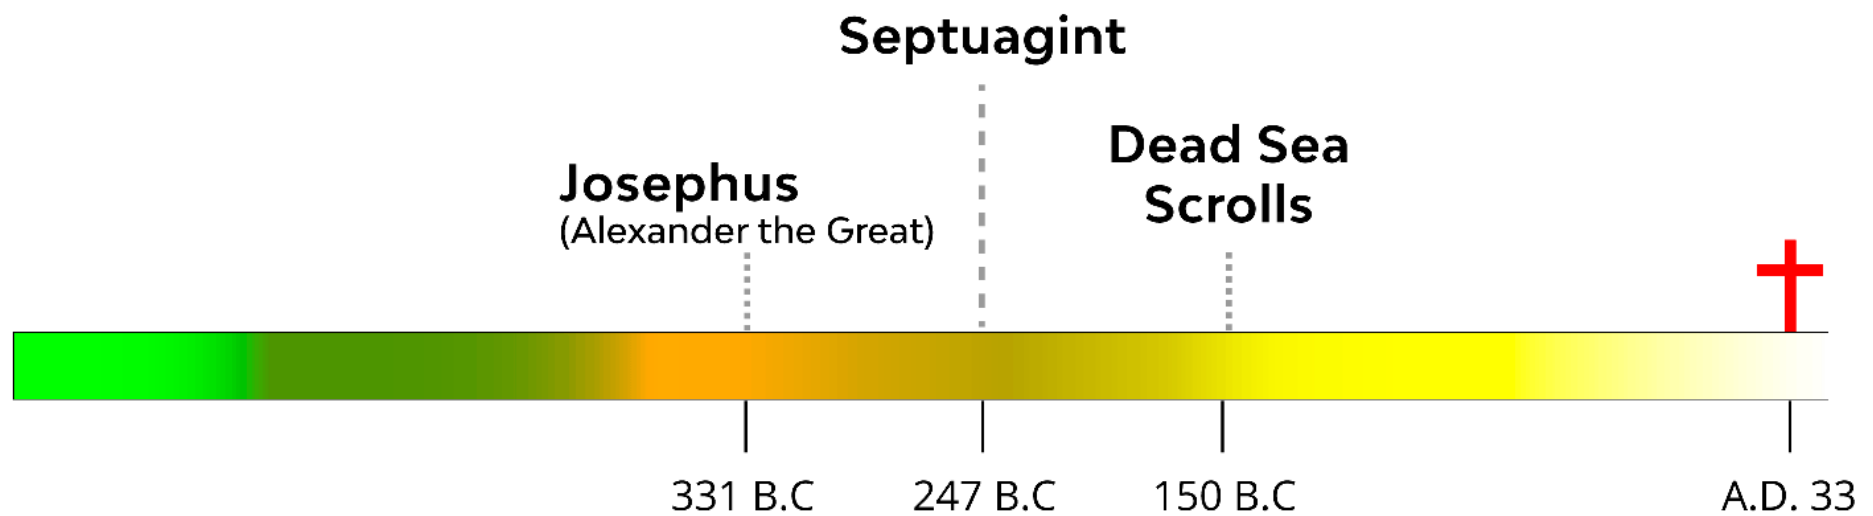 Septuagint
Dead Sea
Scrolls
Josephus
(Alexander the Great)
331 B.C
247 B.C
150 B.C
A.D. 33